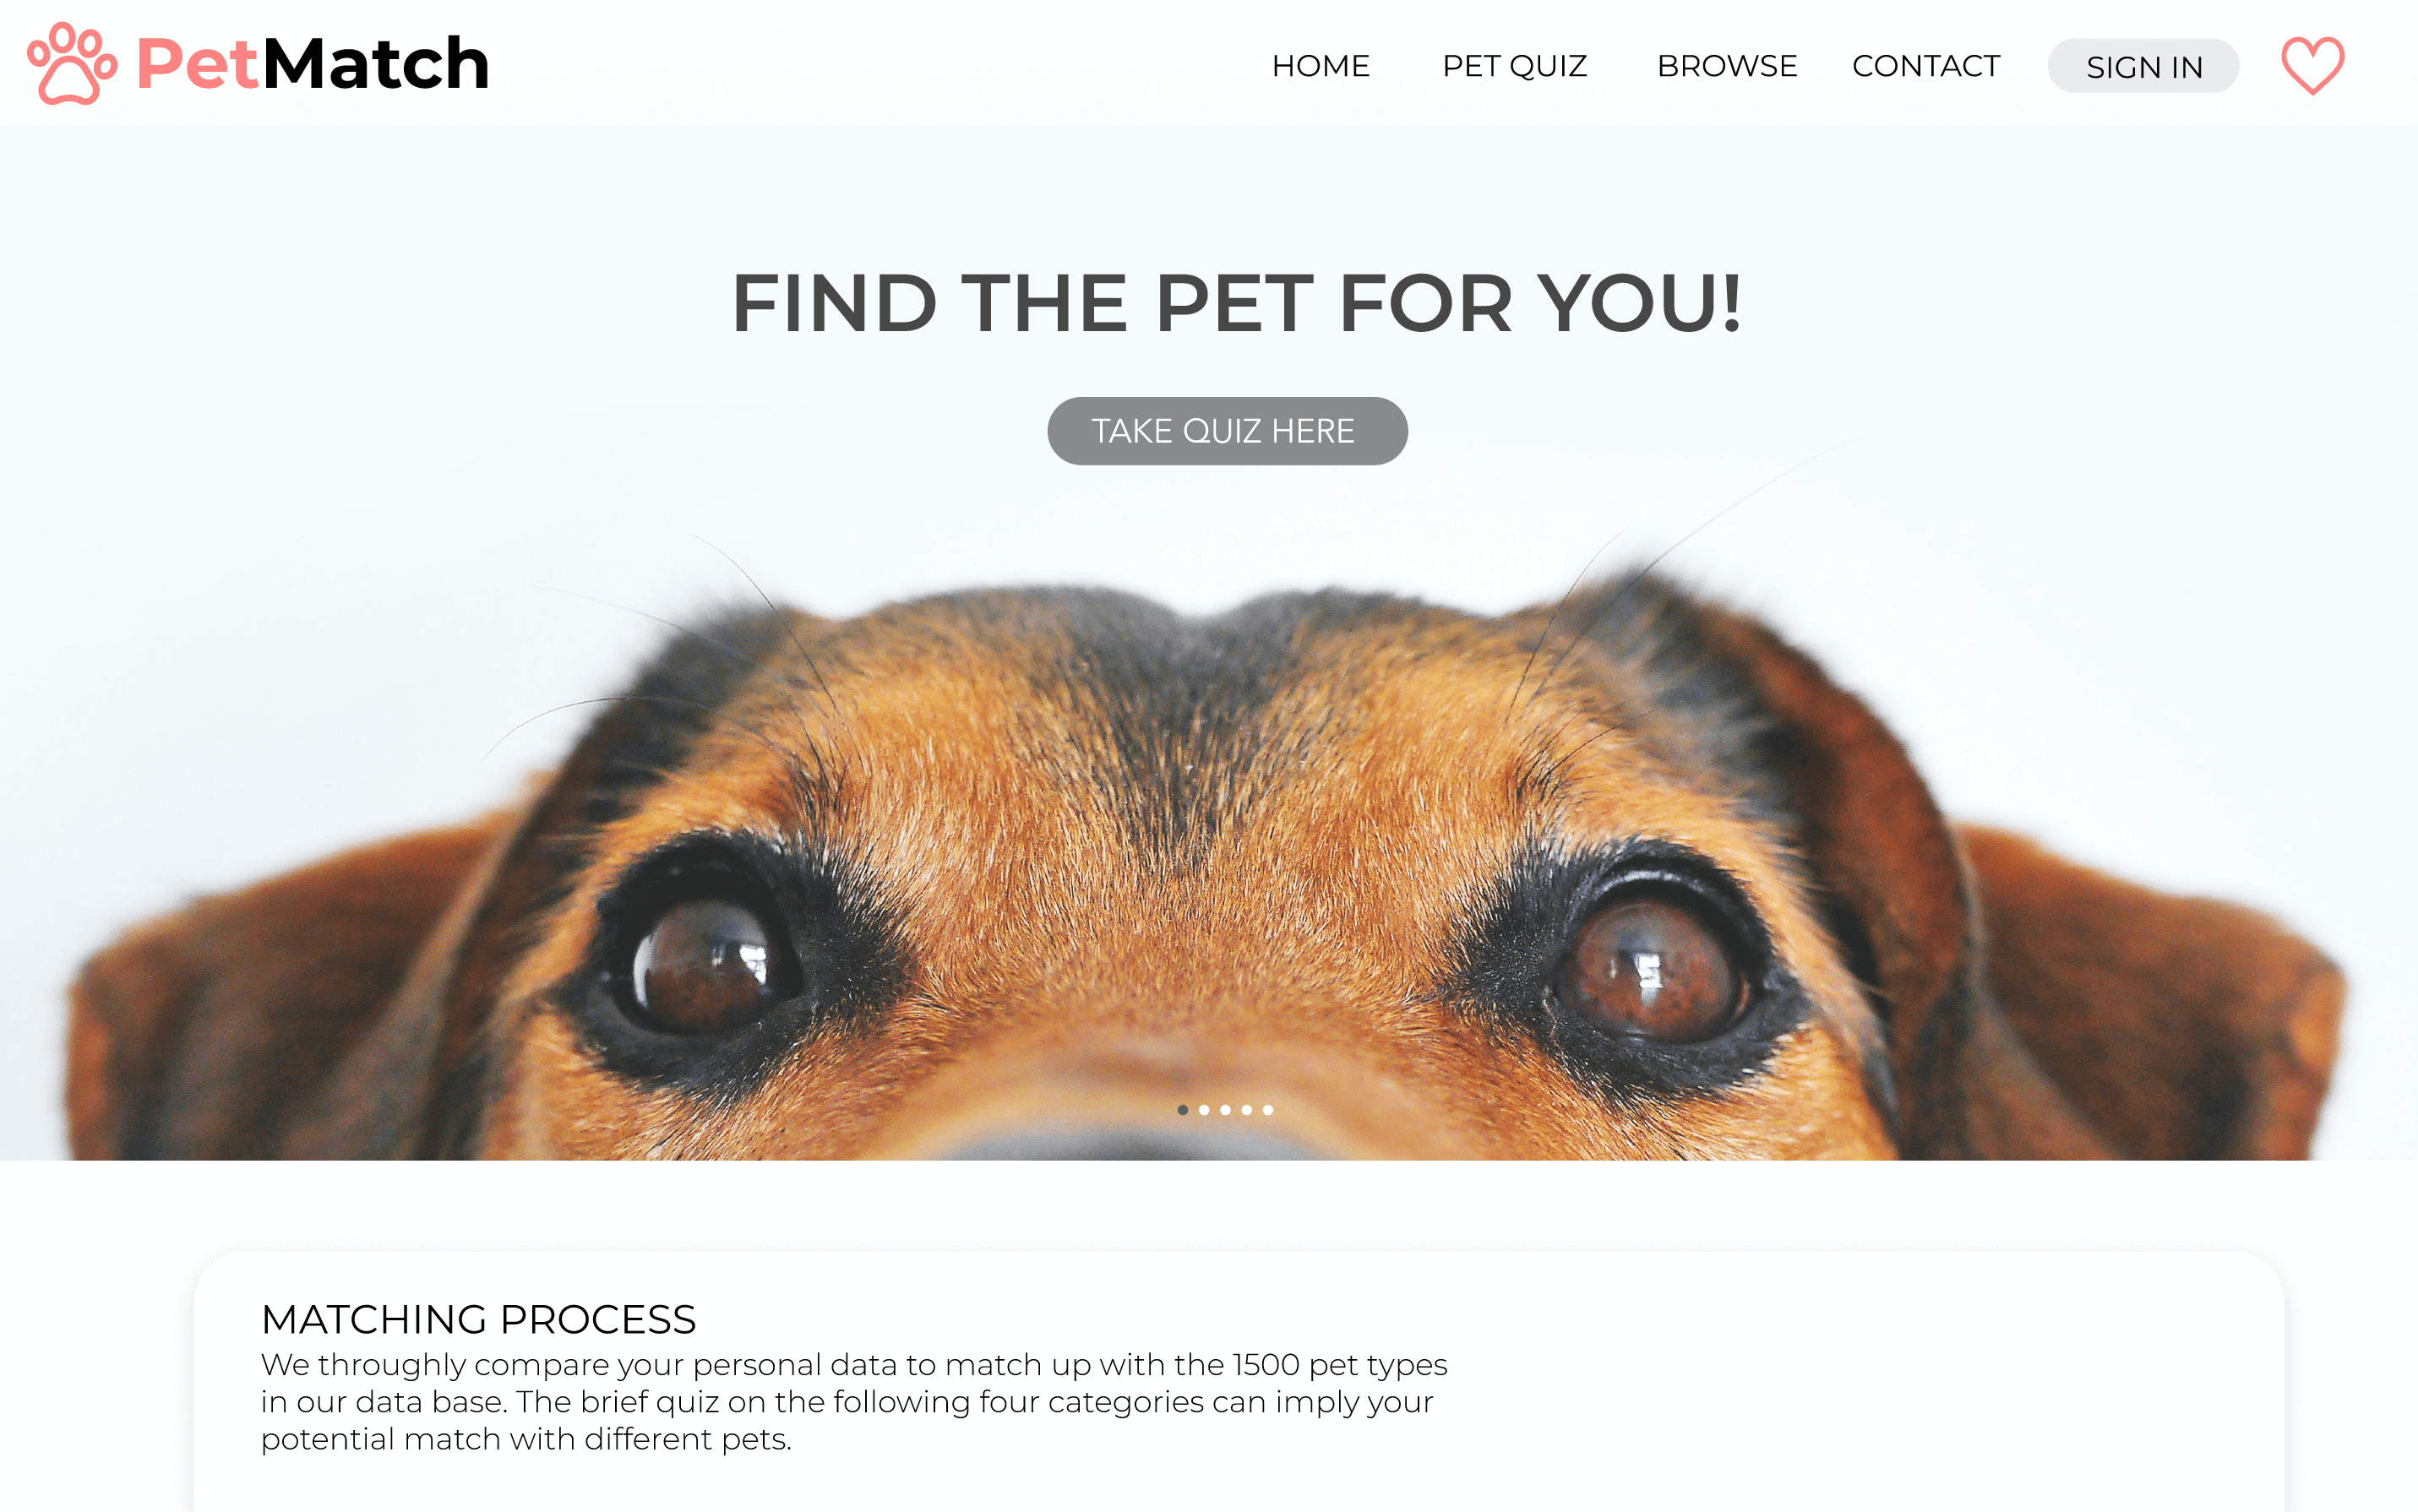 PetMatch
HOME PET QUIZ BROWSE CONTACT SIGN IN
FIND THE PET FOR YOU!
TAKE QUIZ HERE
MATCHING PROCESS
We throughly compare your personal data to match up with the 1500 pet types
in our data base. The brief quiz on the following four categories can imply your
potential match with different pets.